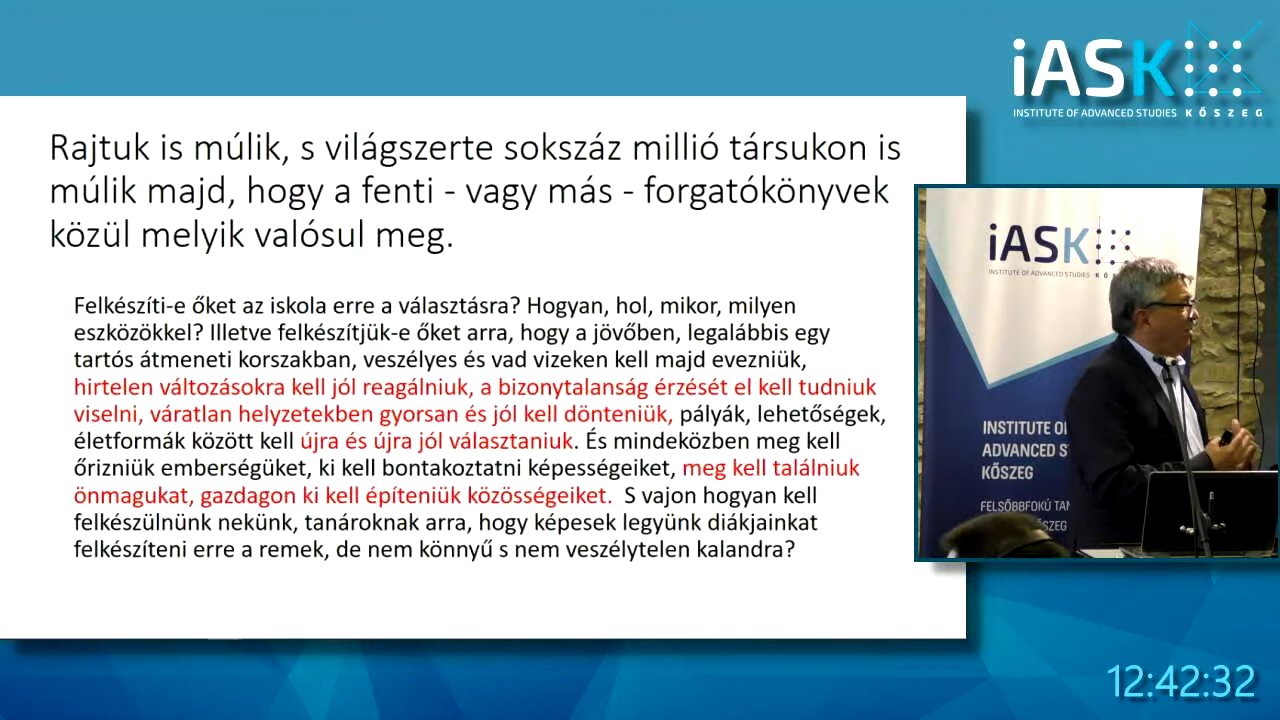 iASK
INSTITUTE OF ADVANCED STUDIES KŐSZEG
Rajtuk is múlik, s világszerte sokszáz millió társukon is
múlik majd, hogy a fenti - vagy más - forgatókönyvek
közül melyik valósul meg.
Felkészíti-e őket az iskola erre a választásra? Hogyan, hol, mikor, milyen
eszközökkel? Illetve felkészítjük-e őket arra, hogy a jövőben, legalábbis egy
tartós átmeneti korszakban, veszélyes és vad vizeken kell majd evezniük,
hirtelen változásokra kell jól reagálniuk, a bizonytalanság érzését el kell tudniuk
viselni, váratlan helyzetekben gyorsan és jól kell dönteniük, pályák, lehetőségek,
életformák között kell újra és újra jól választaniuk. És mindeközben meg kell
őrizniük emberségüket, ki kell bontakoztatni képességeiket, meg kell találniuk
önmagukat, gazdagon ki kell építeniük közösségeiket. S vajon hogyan kell
felkészülnünk nekünk, tanároknak arra, hogy képesek legyünk diákjainkat
felkészíteni erre a remek, de nem könnyű s nem veszélytelen kalandra?
iASK
INSTITUTE OF ADVANCED STUDIES
INSTITUTE O
ADVANCED S
KŐSZEG
FELSŐBBFOKÚ TA
SZEG
12:42:32